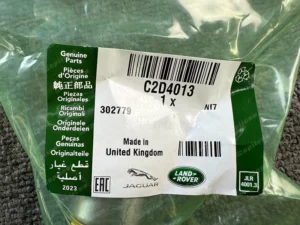 Genuine
Parts
Pièces
D'Origine
純正部品
Piezas
Originales
Ricambi
Originali
Originele
Onderdelen
Peças
Genuínas
Originalteile
قطع غيار
أصلية
2023
C2D4013
1 x
302779
N17
Made in
United Kingdom
EAC
JAGUAR
LAND-
ROVER
JLR
4001.3